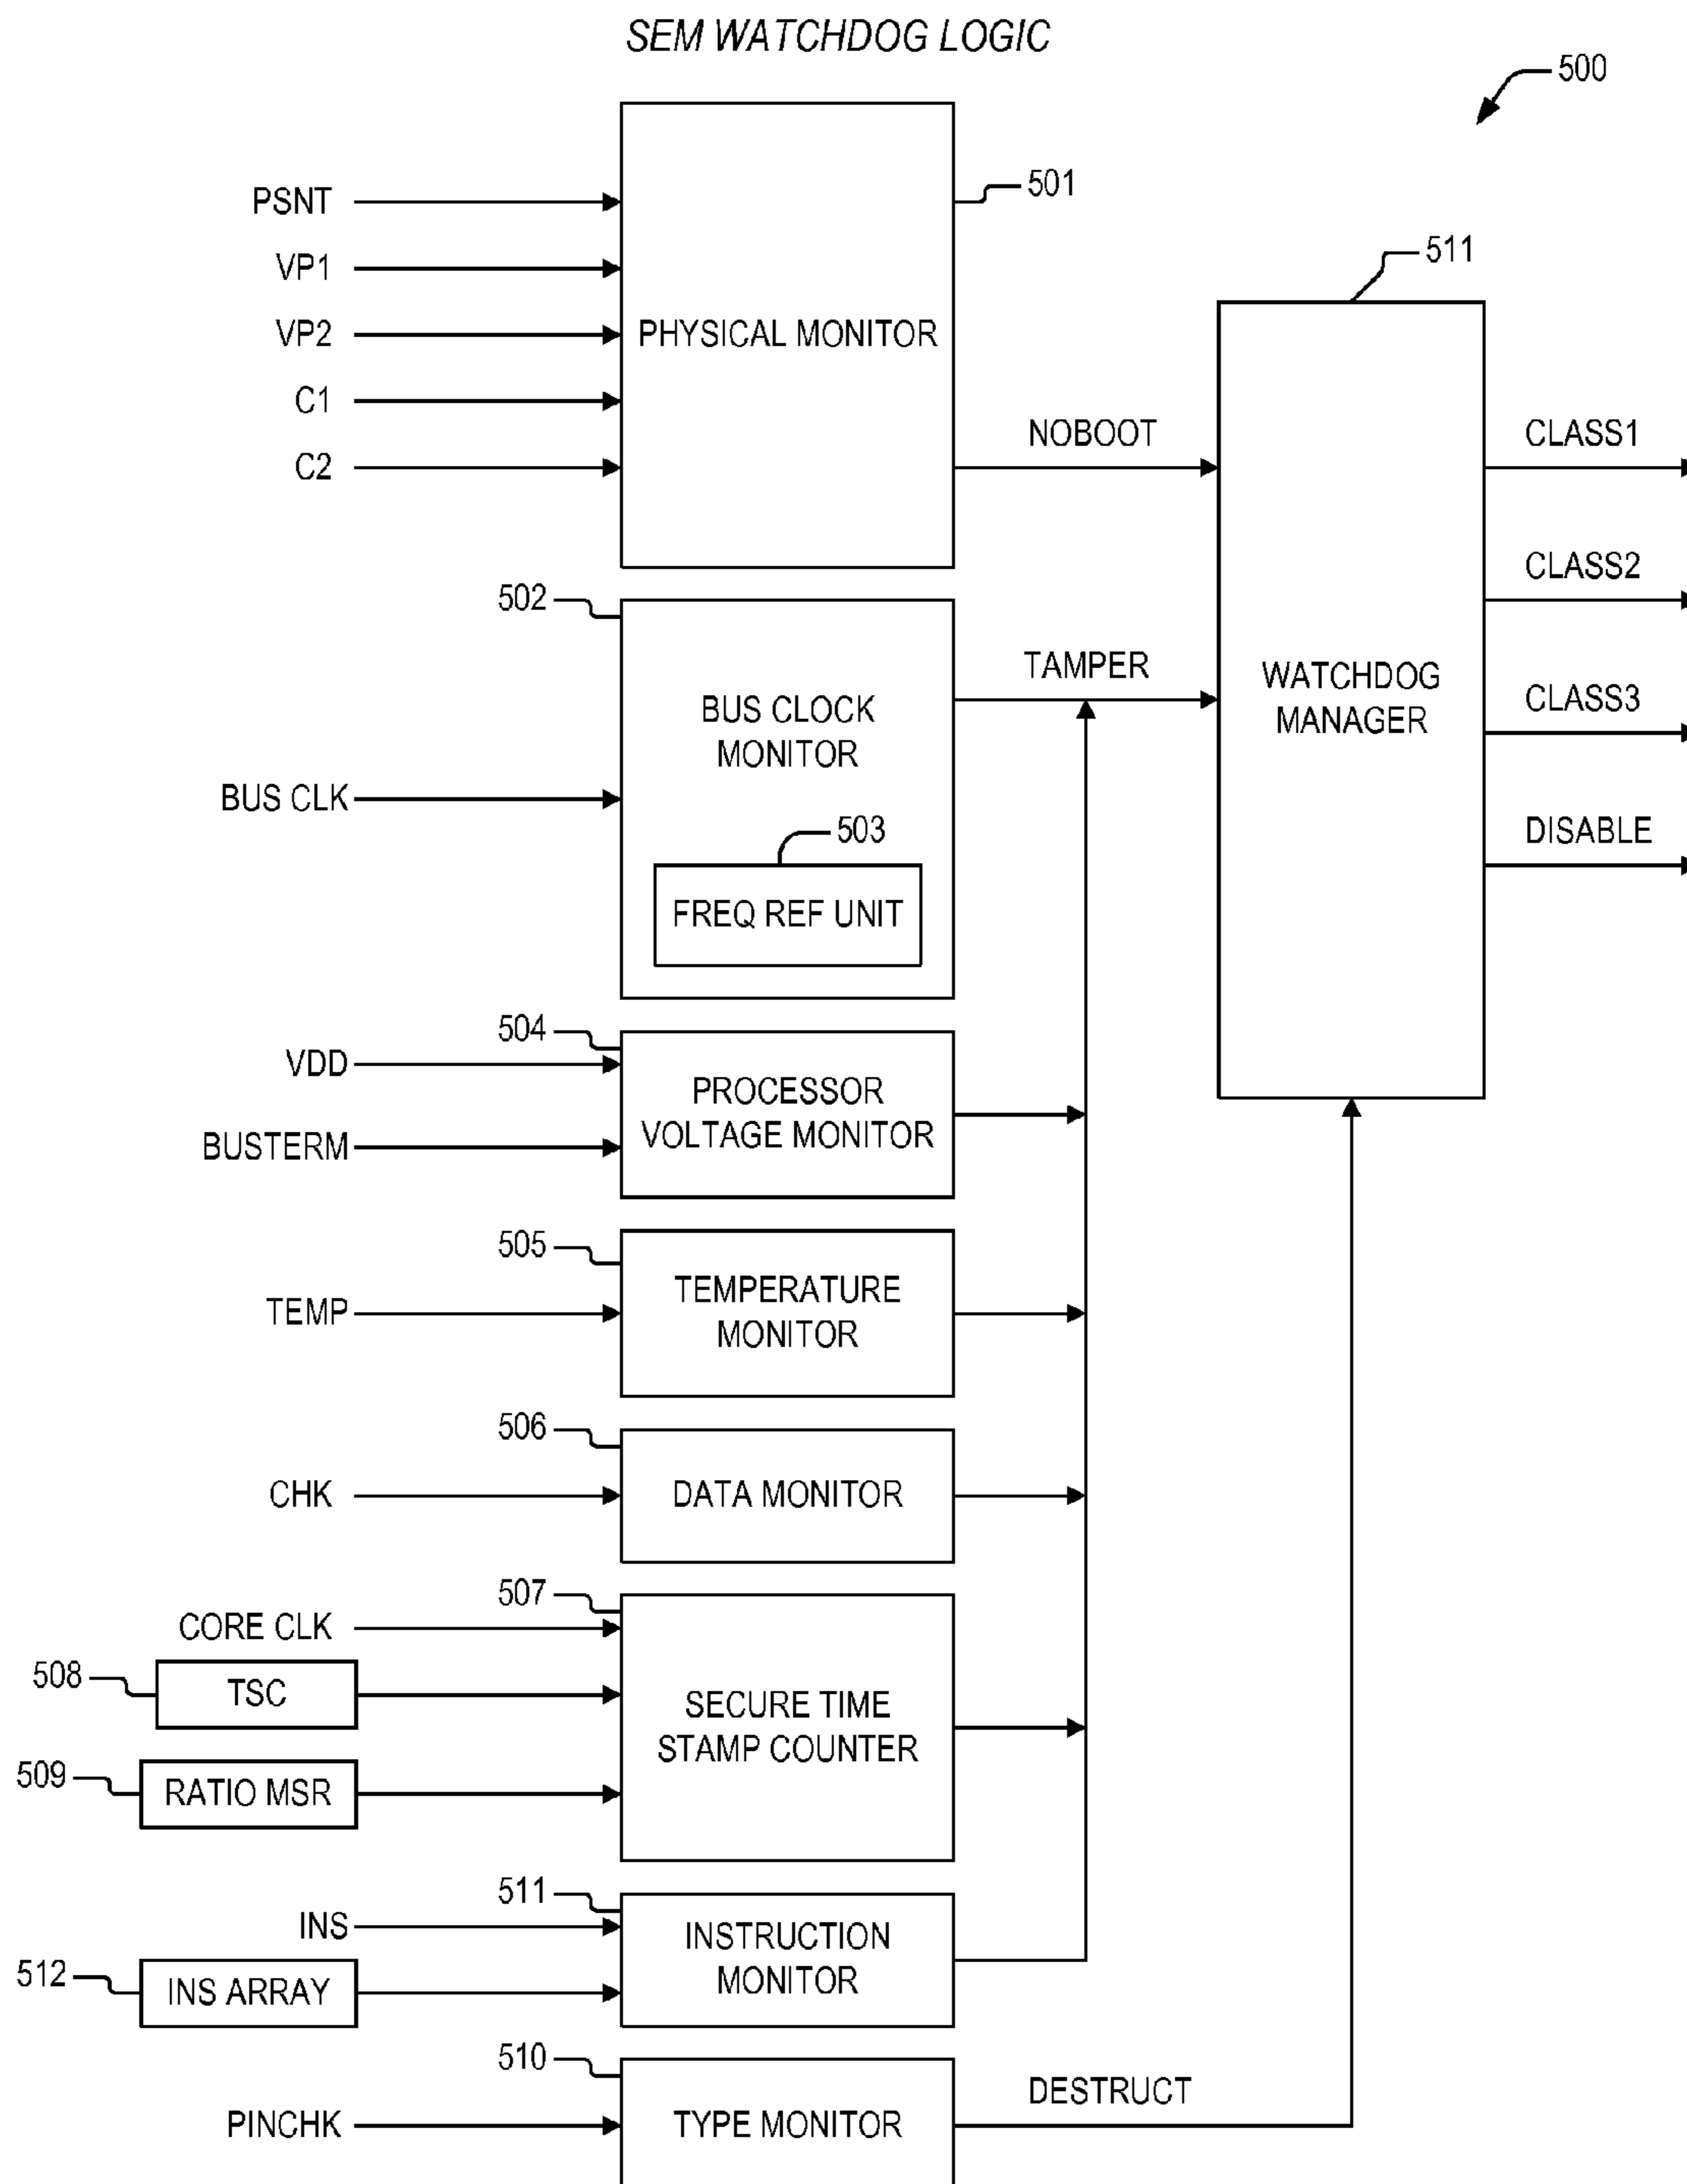 SEM WATCHDOG LOGIC
500
501
PSNT
VP1
VP2
C1
C2
PHYSICAL MONITOR
NOBOOT
511
WATCHDOG
MANAGER
CLASS1
CLASS2
CLASS3
DISABLE
502
BUS CLK
BUS CLOCK
MONITOR
503
FREQ REF UNIT
TAMPER
504
VDD
BUSTERM
PROCESSOR
VOLTAGE MONITOR
505
TEMP
TEMPERATURE
MONITOR
506
CHK
DATA MONITOR
507
CORE CLK
508
TSC
509
RATIO MSR
SECURE TIME
STAMP COUNTER
511
INS
512
INS ARRAY
INSTRUCTION
MONITOR
510
PINCHK
TYPE MONITOR
DESTRUCT